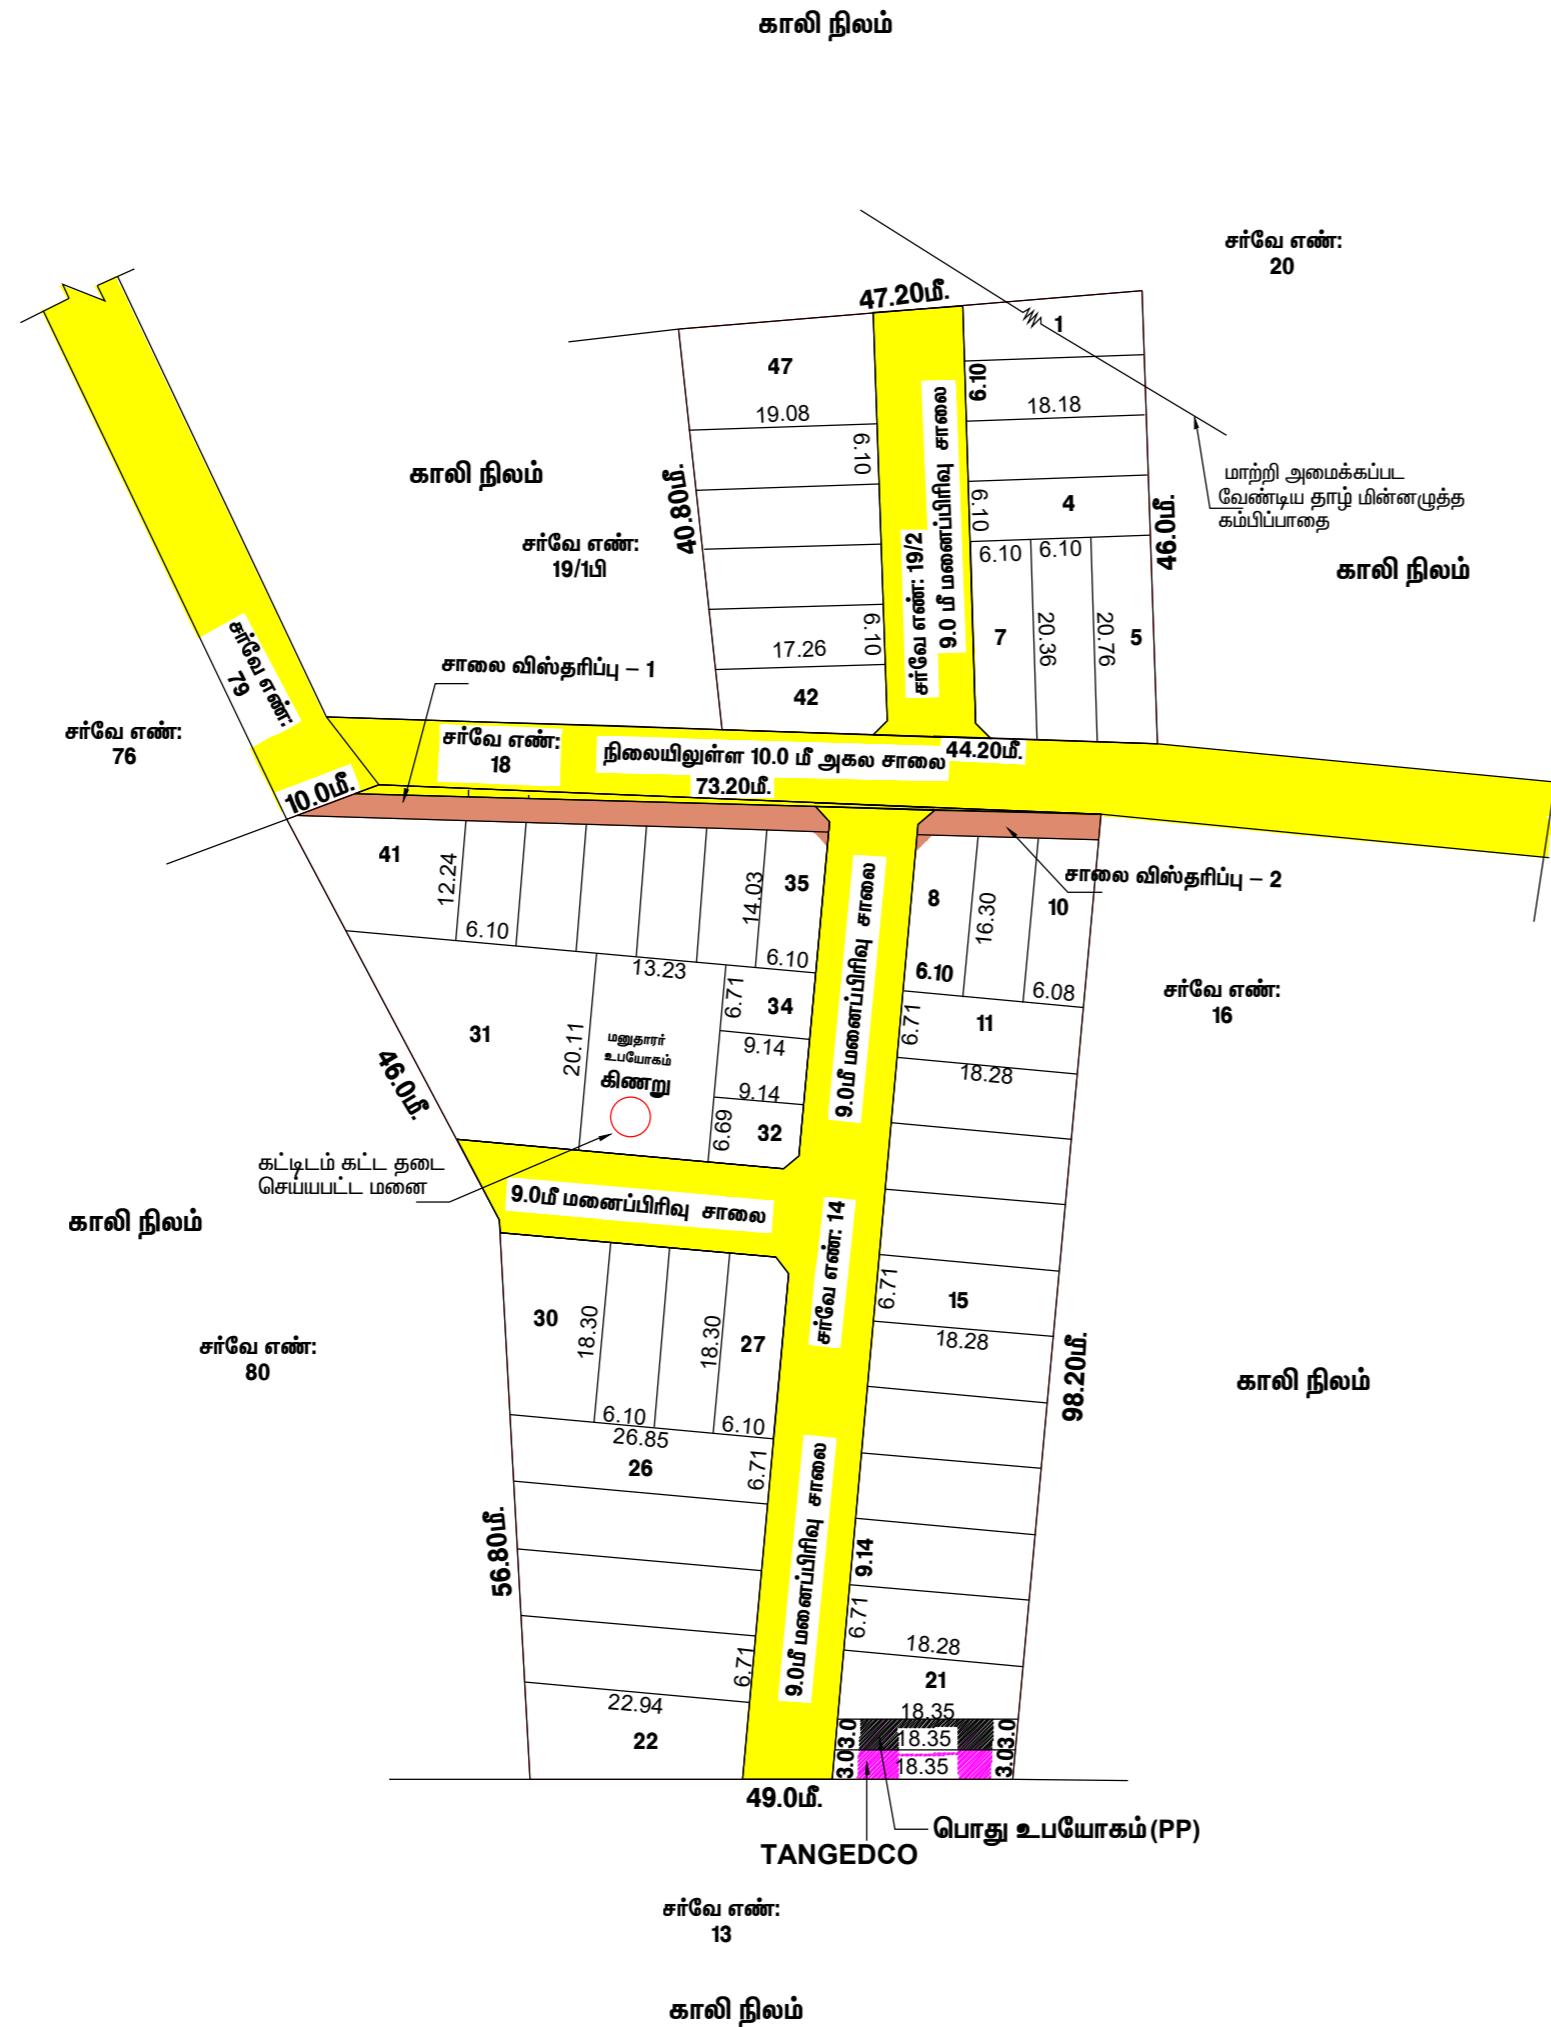 காலி நிலம்
சர்வே எண்:
20
47.20மீ.
1
47
6.10
19.08
18.18
6.10
9.0 மீ மனைப்பிரிவு சாலை
சர்வே எண்: 19/2
காலி நிலம்
40.80மீ.
6.10
4
46.0மீ.
மாற்றி அமைக்கப்பட
வேண்டிய தாழ் மின்னழுத்த
கம்பிப்பாதை
சர்வே எண்:
19/1பி
6.10
6.10
காலி நிலம்
சர்வே எண்:
79
6.10
7
20.36
20.76
5
17.26
சாலை விஸ்தரிப்பு – 1
42
சர்வே எண்:
76
சர்வே எண்:
18
நிலையிலுள்ள 10.0 மீ அகல சாலை
44.20மீ.
73.20மீ.
10.0மீ.
41
12.24
14.03
35
9.0மீ மனைப்பிரிவு சாலை
சாலை விஸ்தரிப்பு – 2
8
16.30
10
6.10
6.10
6.10
6.08
13.23
சர்வே எண்:
16
31
20.11
மனுதாரர்
உபயோகம்
கிணறு
6.71
34
9.14
6.71
11
18.28
46.0மீ.
9.14
6.69
32
கட்டிடம் கட்ட தடை
செய்யபட்ட மனை
காலி நிலம்
9.0மீ மனைப்பிரிவு சாலை
சர்வே எண்: 14
6.71
15
18.28
30
18.30
18.30
27
சர்வே எண்:
80
98.20மீ.
காலி நிலம்
6.10
6.10
26.85
26
6.71
9.0மீ மனைப்பிரிவு சாலை
56.80மீ.
9.14
6.71
18.28
6.71
22.94
22
21
18.35
3.0
18.35
3.0
3.0
18.35
3.0
49.0மீ.
பொது உபயோகம்(PP)
TANGEDCO
சர்வே எண்:
13
காலி நிலம்